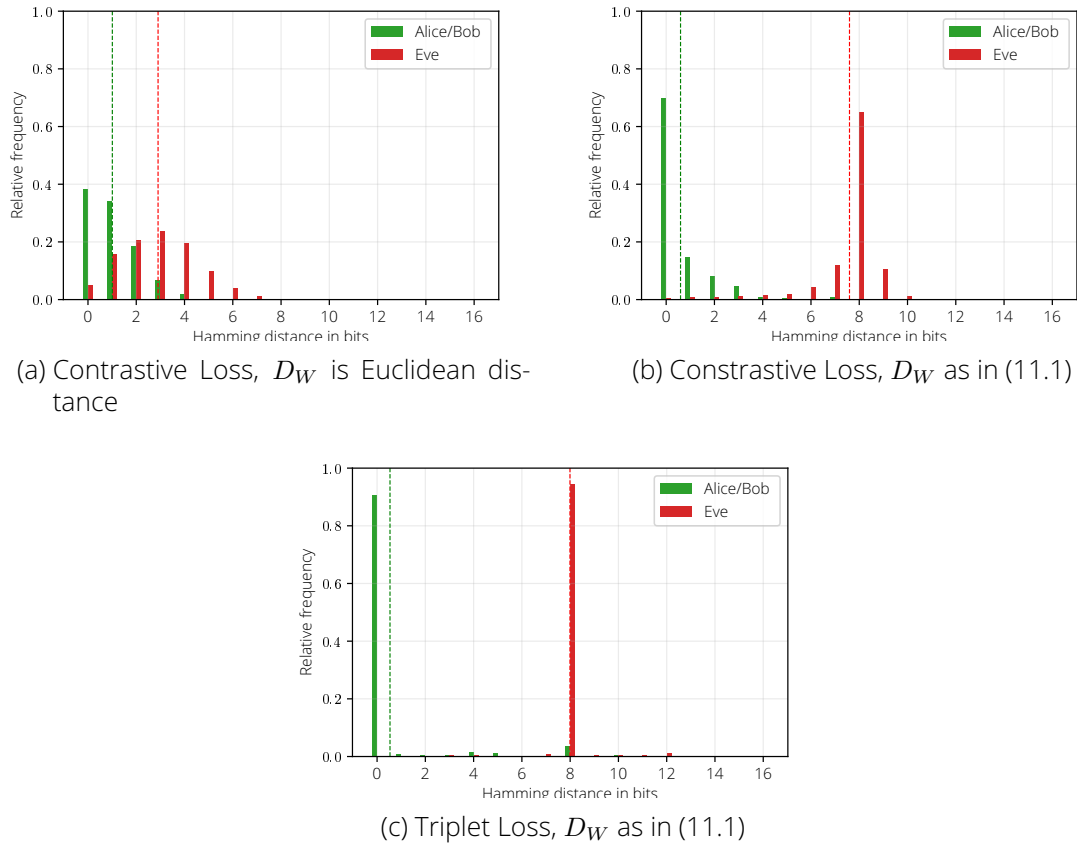 1.0
0.8
0.6
0.4
0.2
0.0
Relative frequency
Alice/Bob
Eve
0 2 4 6 8 10 12 14 16
Hamming distance in bits
(a) Contrastive Loss, D_W is Euclidean dis-
tance
1.0
0.8
0.6
0.4
0.2
0.0
Relative frequency
Alice/Bob
Eve
0 2 4 6 8 10 12 14 16
Hamming distance in bits
(b) Constrastive Loss, D_W as in (11.1)
1.0
0.8
0.6
0.4
0.2
0.0
Relative frequency
Alice/Bob
Eve
0 2 4 6 8 10 12 14 16
Hamming distance in bits
(c) Triplet Loss, D_W as in (11.1)